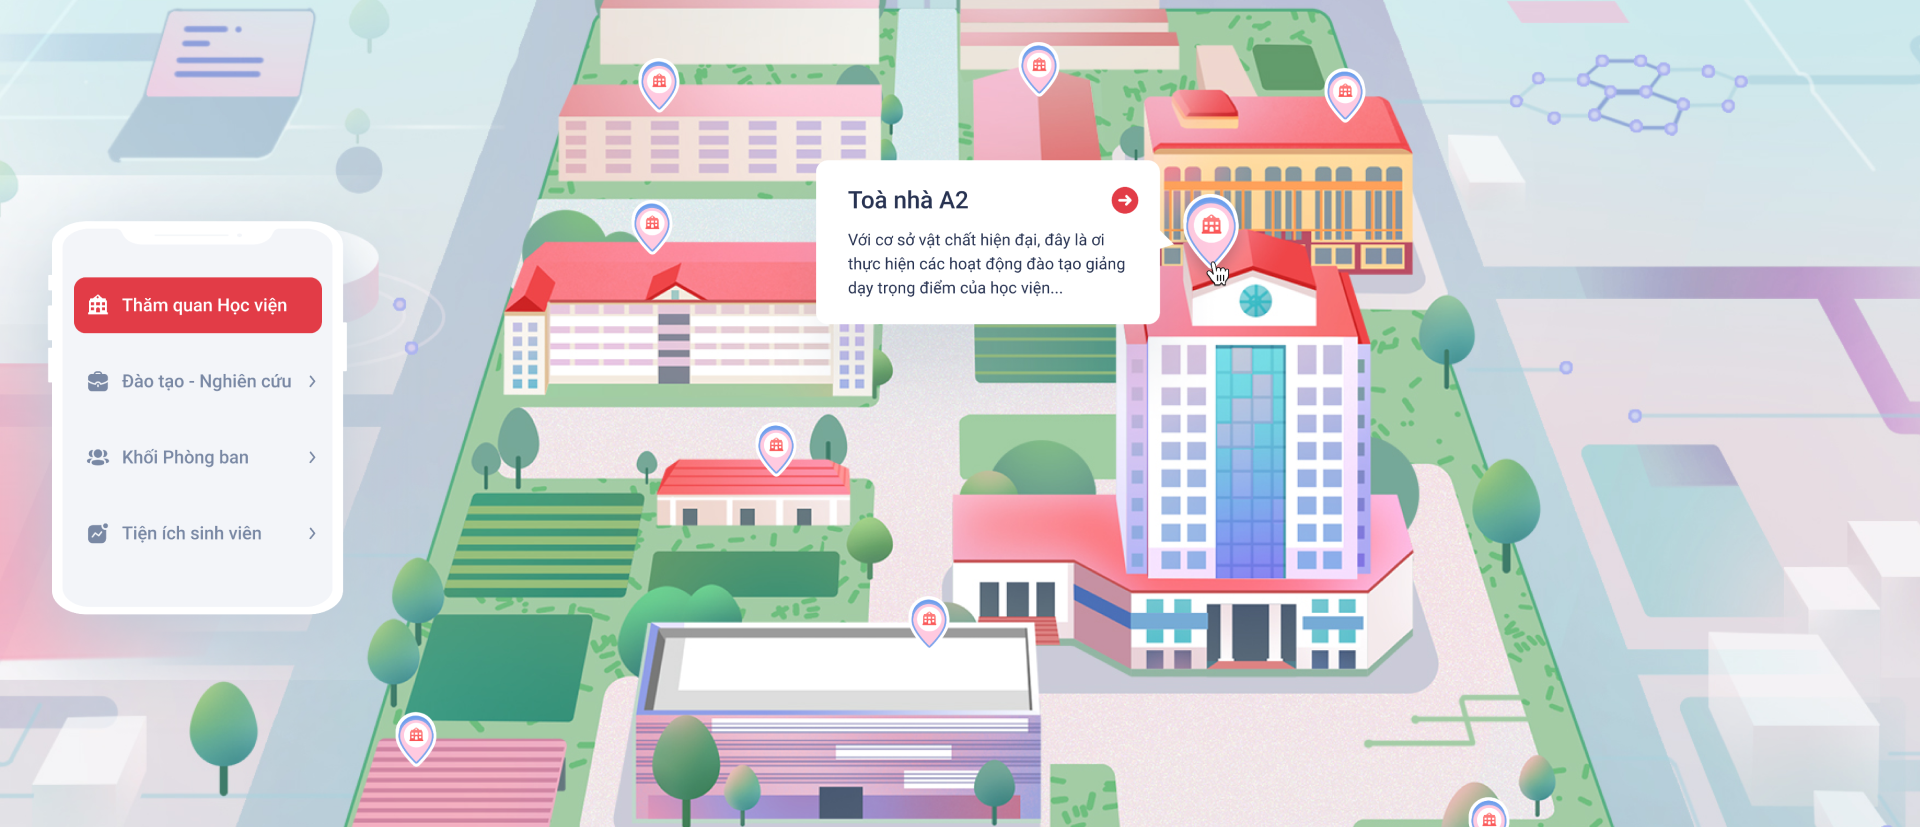 Toà nhà A2
Với cơ sở vật chất hiện đại, đây là ơi
thực hiện các hoạt động đào tạo giảng
dạy trọng điểm của học viện...
Thăm quan Học viện
Đào tạo - Nghiên cứu
Khối Phòng ban
Tiện ích sinh viên